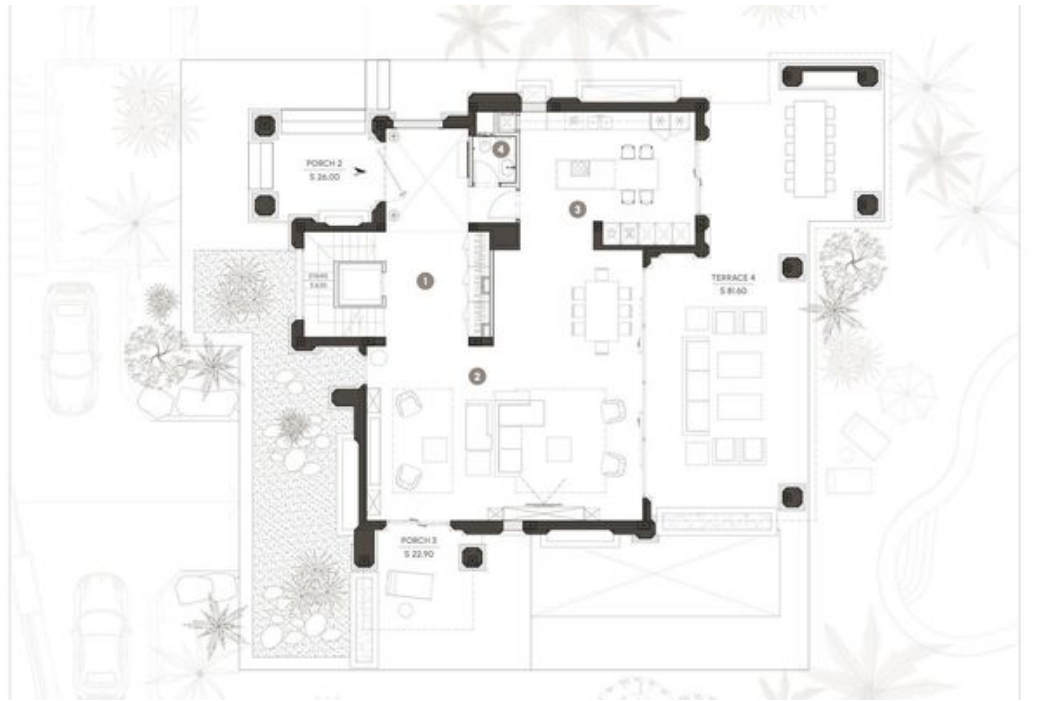 4
PORCH 2
S 26.00
3
1
TERRACE 4
S 81.60
2
PORCH 3
S 22.90